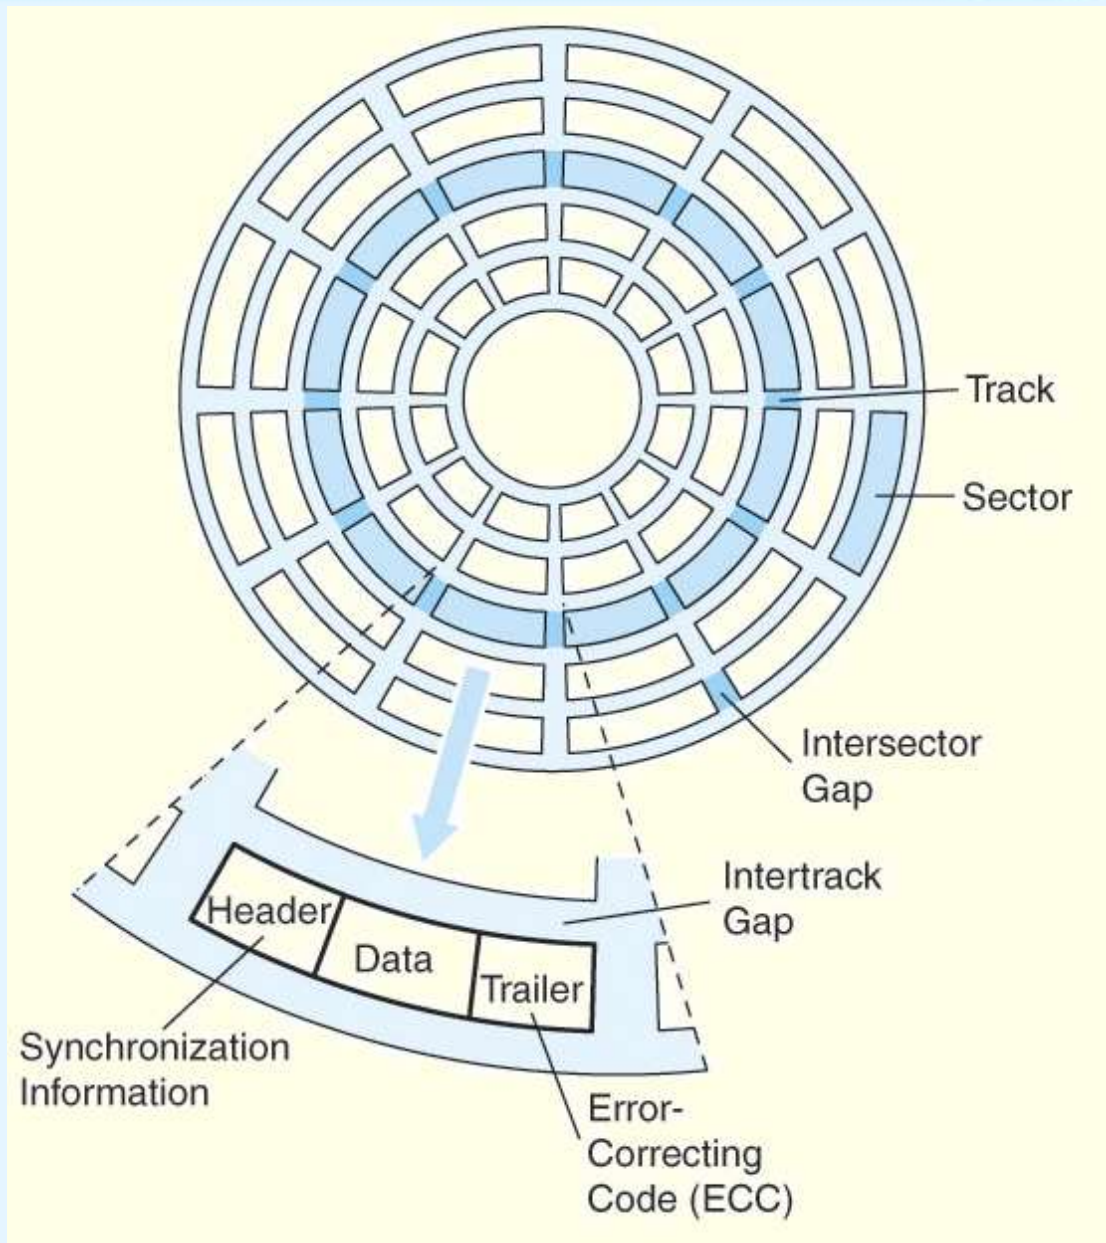 Track
Sector
Intersector
Gap
Intertrack
Gap
Header
Data
Trailer
Synchronization
Information
Error-
Correcting
Code (ECC)